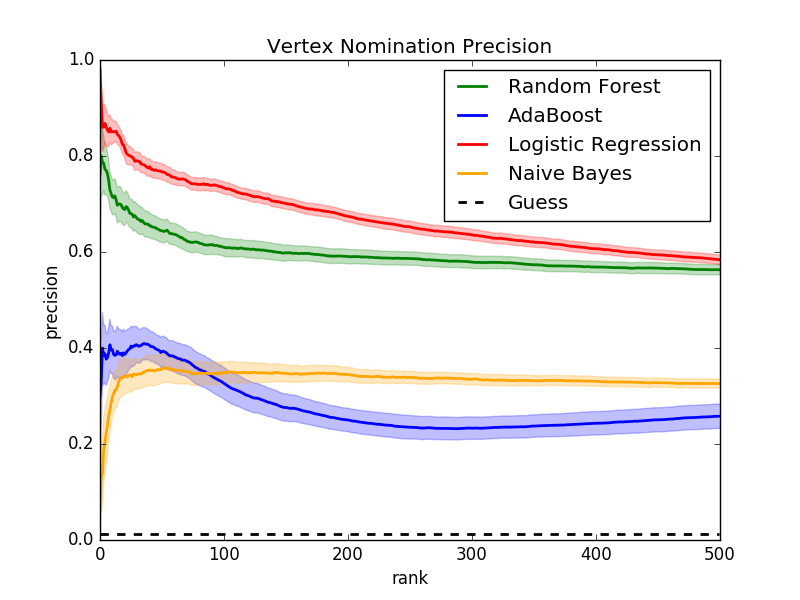 Vertex Nomination Precision
1.0
0.8
0.6
0.4
0.2
0.0
precision
Random Forest
AdaBoost
Logistic Regression
Naive Bayes
Guess
0 100 200 300 400 500
rank